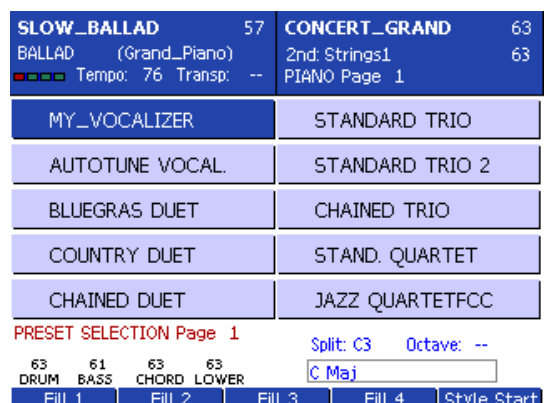 SLOW_BALLAD 57 CONCERT_GRAND 63
BALLAD (Grand_Piano) 2nd: Strings1 63
Tempo: 76 Transp: -- PIANO Page 1
MY_VOCALIZER STANDARD TRIO
AUTOTUNE VOCAL. STANDARD TRIO 2
BLUEGRAS DUET CHAINED TRIO
COUNTRY DUET STAND. QUARTET
CHAINED DUET JAZZ QUARTETFCC
PRESET SELECTION Page 1
Split: C3 Octave: --
63 61 63 63
DRUM BASS CHORD LOWER
C Maj
Fill 1 Fill 2 Fill 3 Fill 4 Style Start